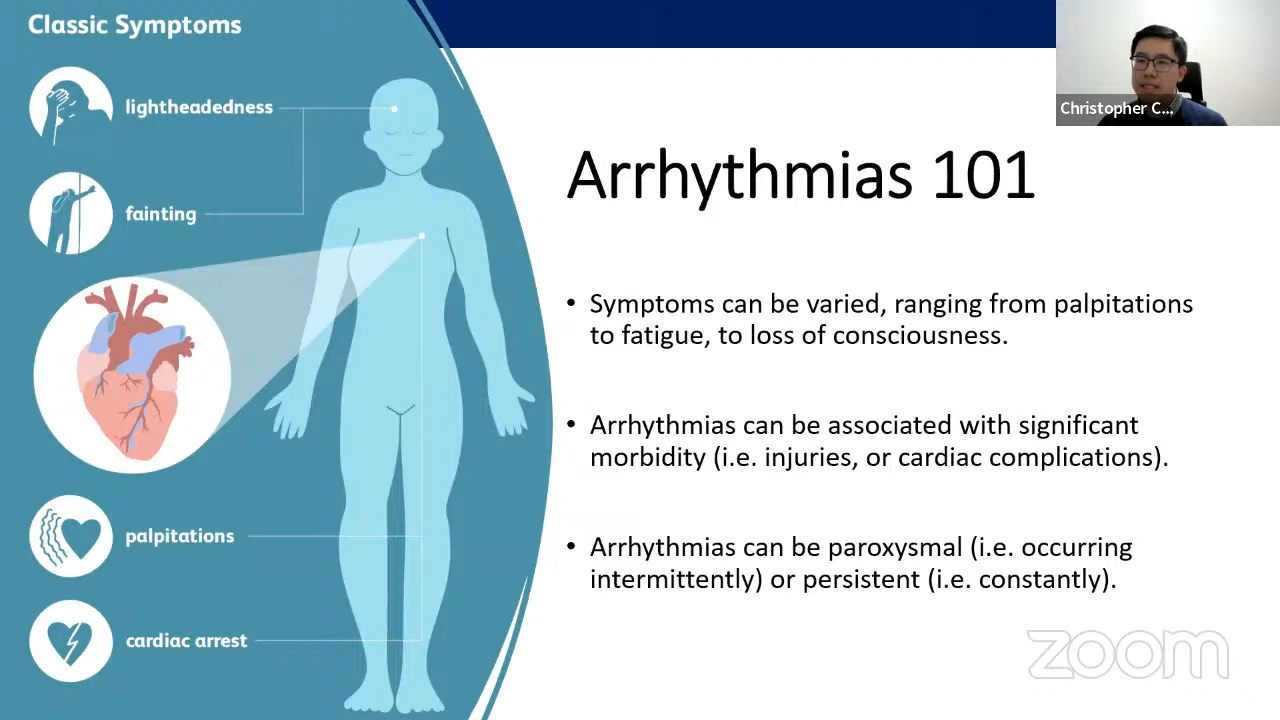 Classic Symptoms
lightheadedness
fainting
palpitations
cardiac arrest
Christopher C...
Arrhythmias 101
• Symptoms can be varied, ranging from palpitations
to fatigue, to loss of consciousness.
• Arrhythmias can be associated with significant
morbidity (i.e. injuries, or cardiac complications).
• Arrhythmias can be paroxysmal (i.e. occurring
intermittently) or persistent (i.e. constantly).
zoom